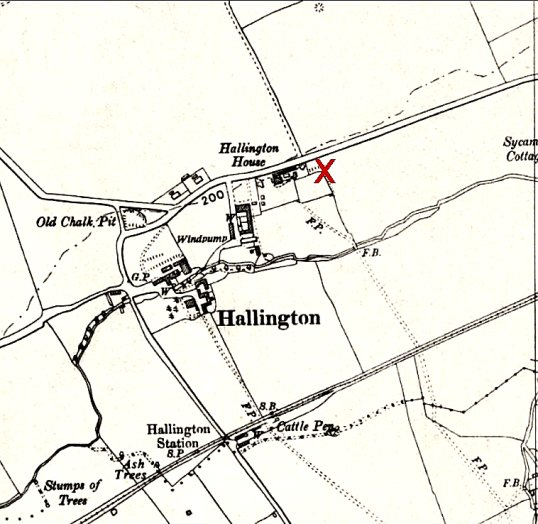 Hallington
House
Sycam
Cottag
200
Old Chalk Pit
W
F.P.
Windpump
F.B.
G.P.
W
Hallington
F.P.
S.B.
Cattle Pens
Hallington
Station
S.P
Ash
Trees
F.P.
Stumps of
Trees
F.B.
X